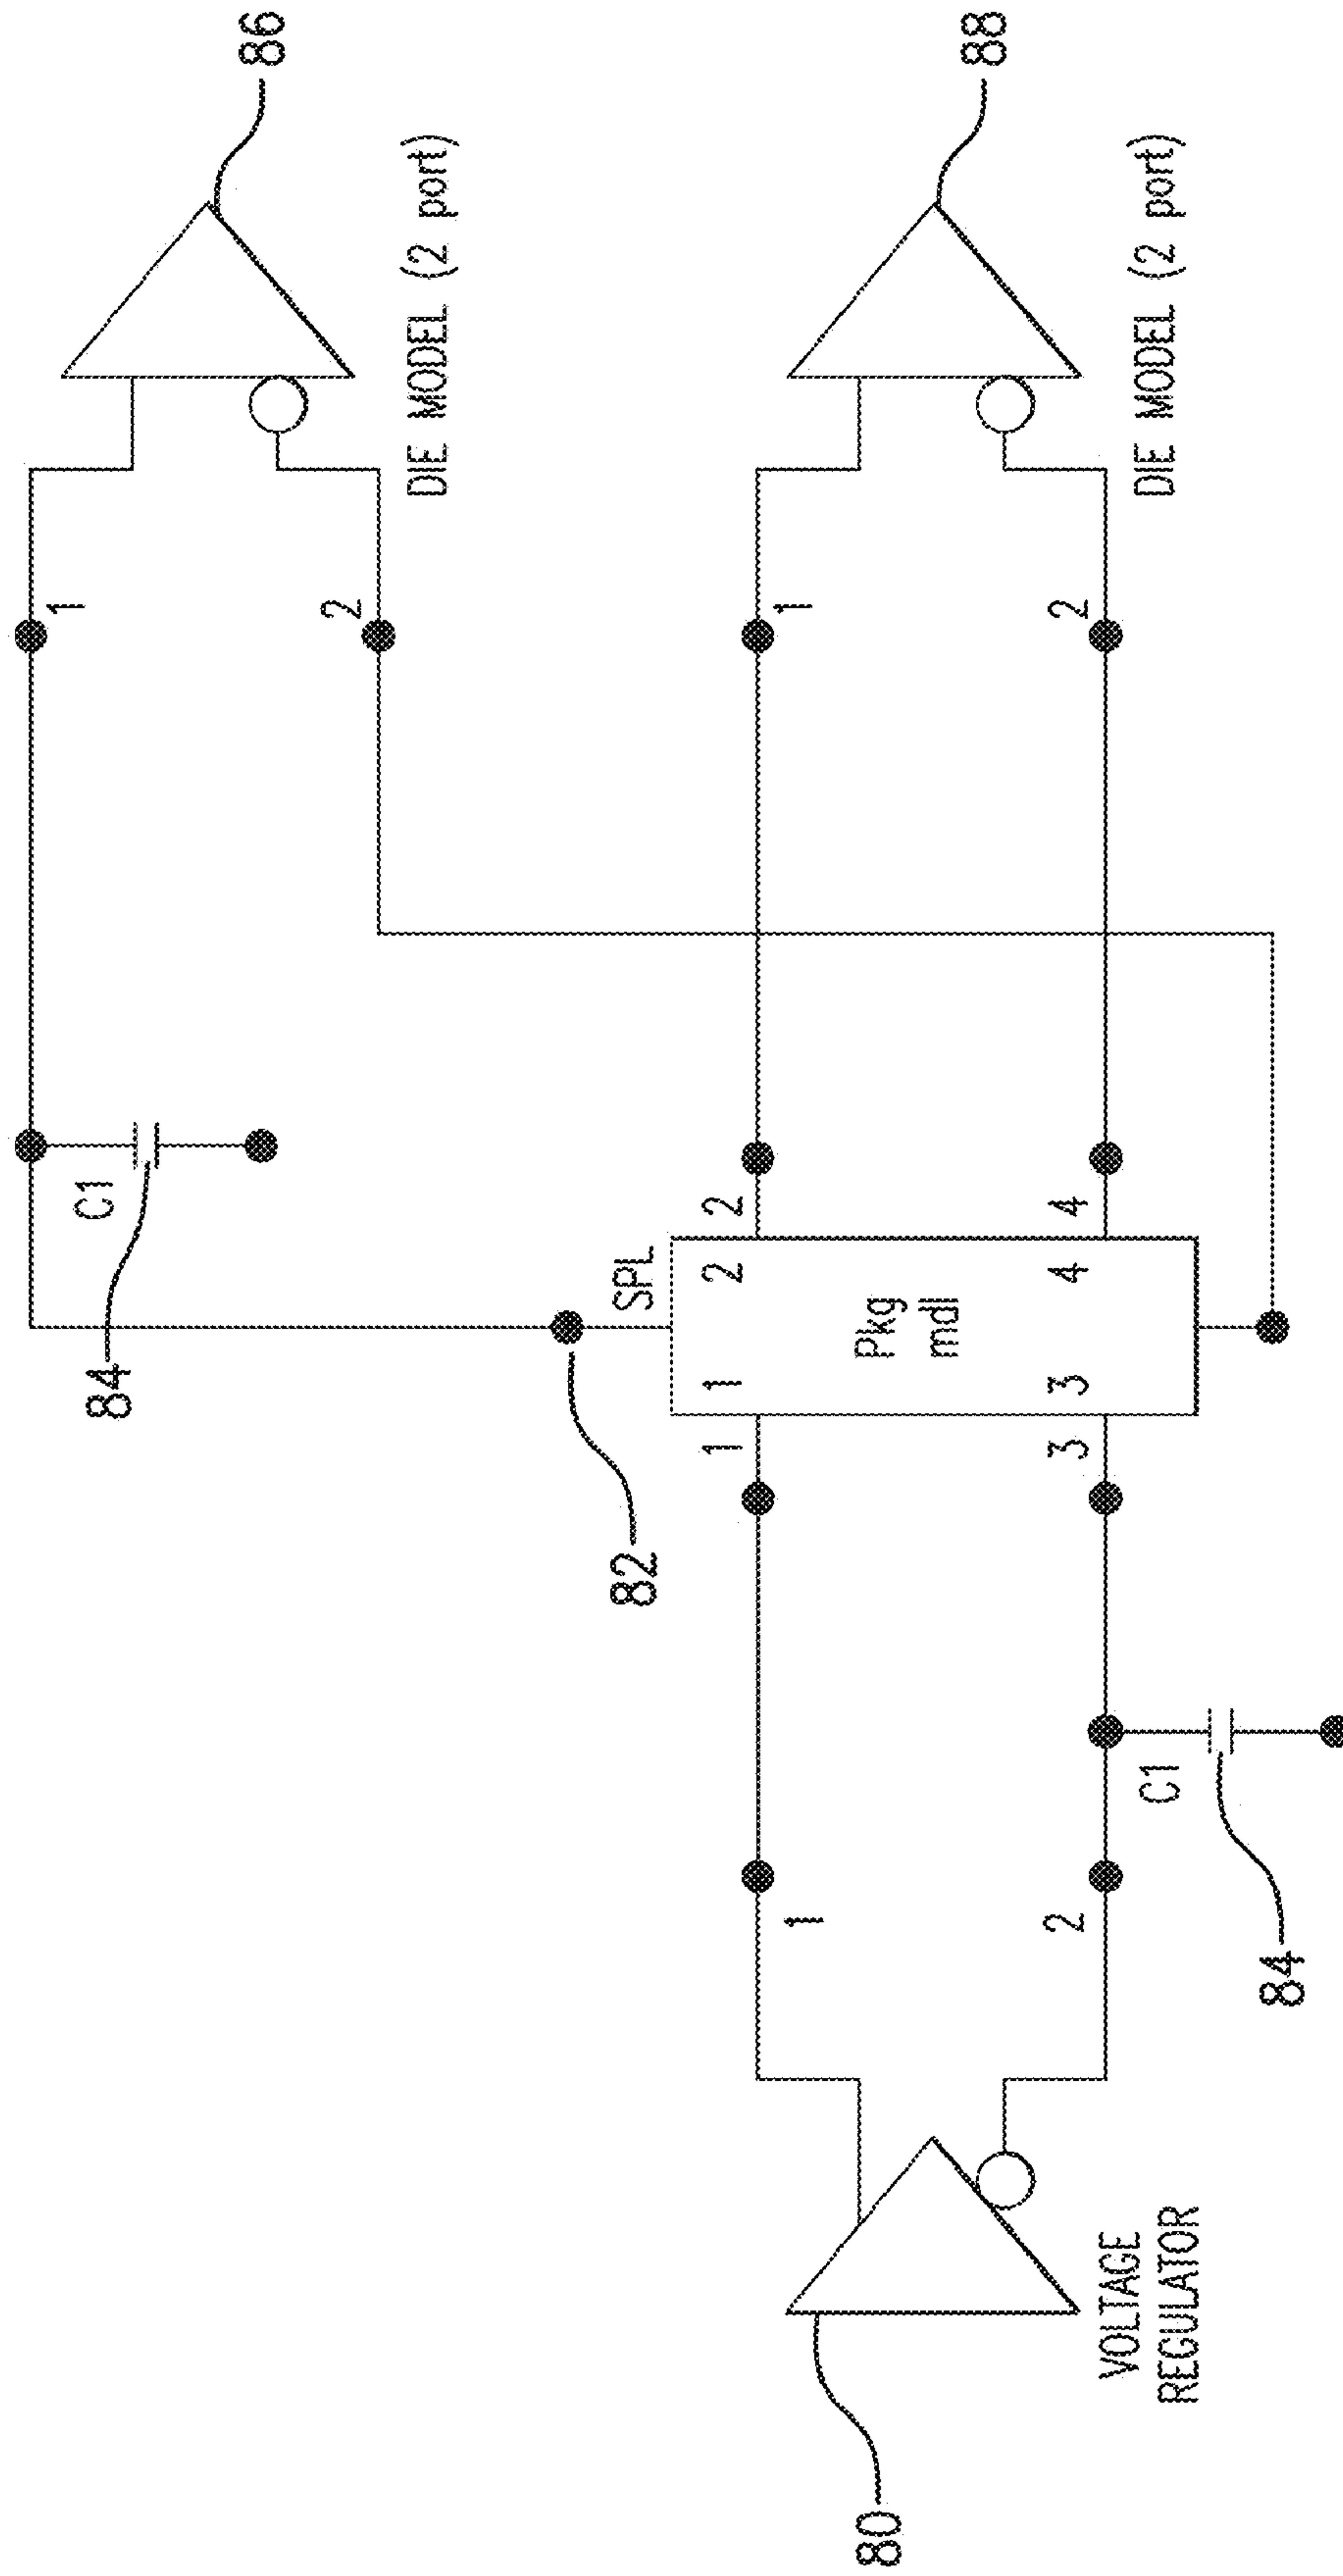 86
1
2
DIE MODEL (2 port)
C1
84
88
1
2
DIE MODEL (2 port)
82
SPL
2
4
2
4
Pkg
mdl
1
3
1
3
1
2
C1
84
80
VOLTAGE
REGULATOR